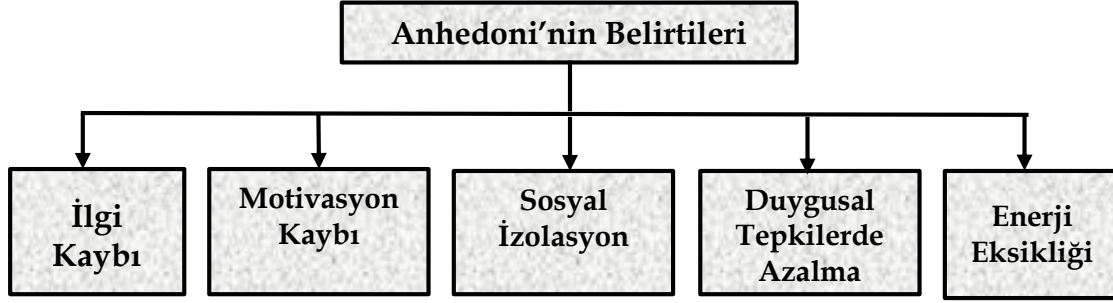 Anhedoni’nin Belirtileri
İlgi
Kaybı
Motivasyon
Kaybı
Sosyal
İzolasyon
Duygusal
Tepkilerde
Azalma
Enerji
Eksikliği